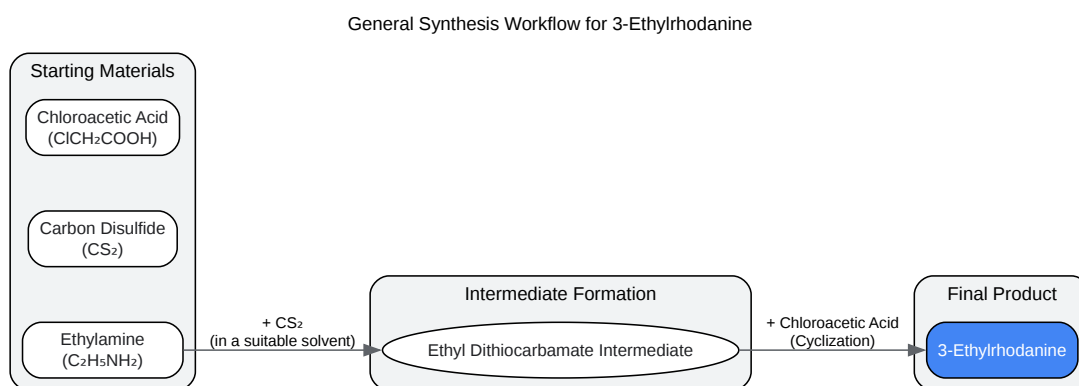 General Synthesis Workflow for 3-Ethylrhodanine
Starting Materials
Chloroacetic Acid
(ClCH₂COOH)
Carbon Disulfide
(CS₂)
Ethylamine
(C₂H₅NH₂)
+ CS₂
(in a suitable solvent)
Intermediate Formation
Ethyl Dithiocarbamate Intermediate
+ Chloroacetic Acid
(Cyclization)
Final Product
3-Ethylrhodanine